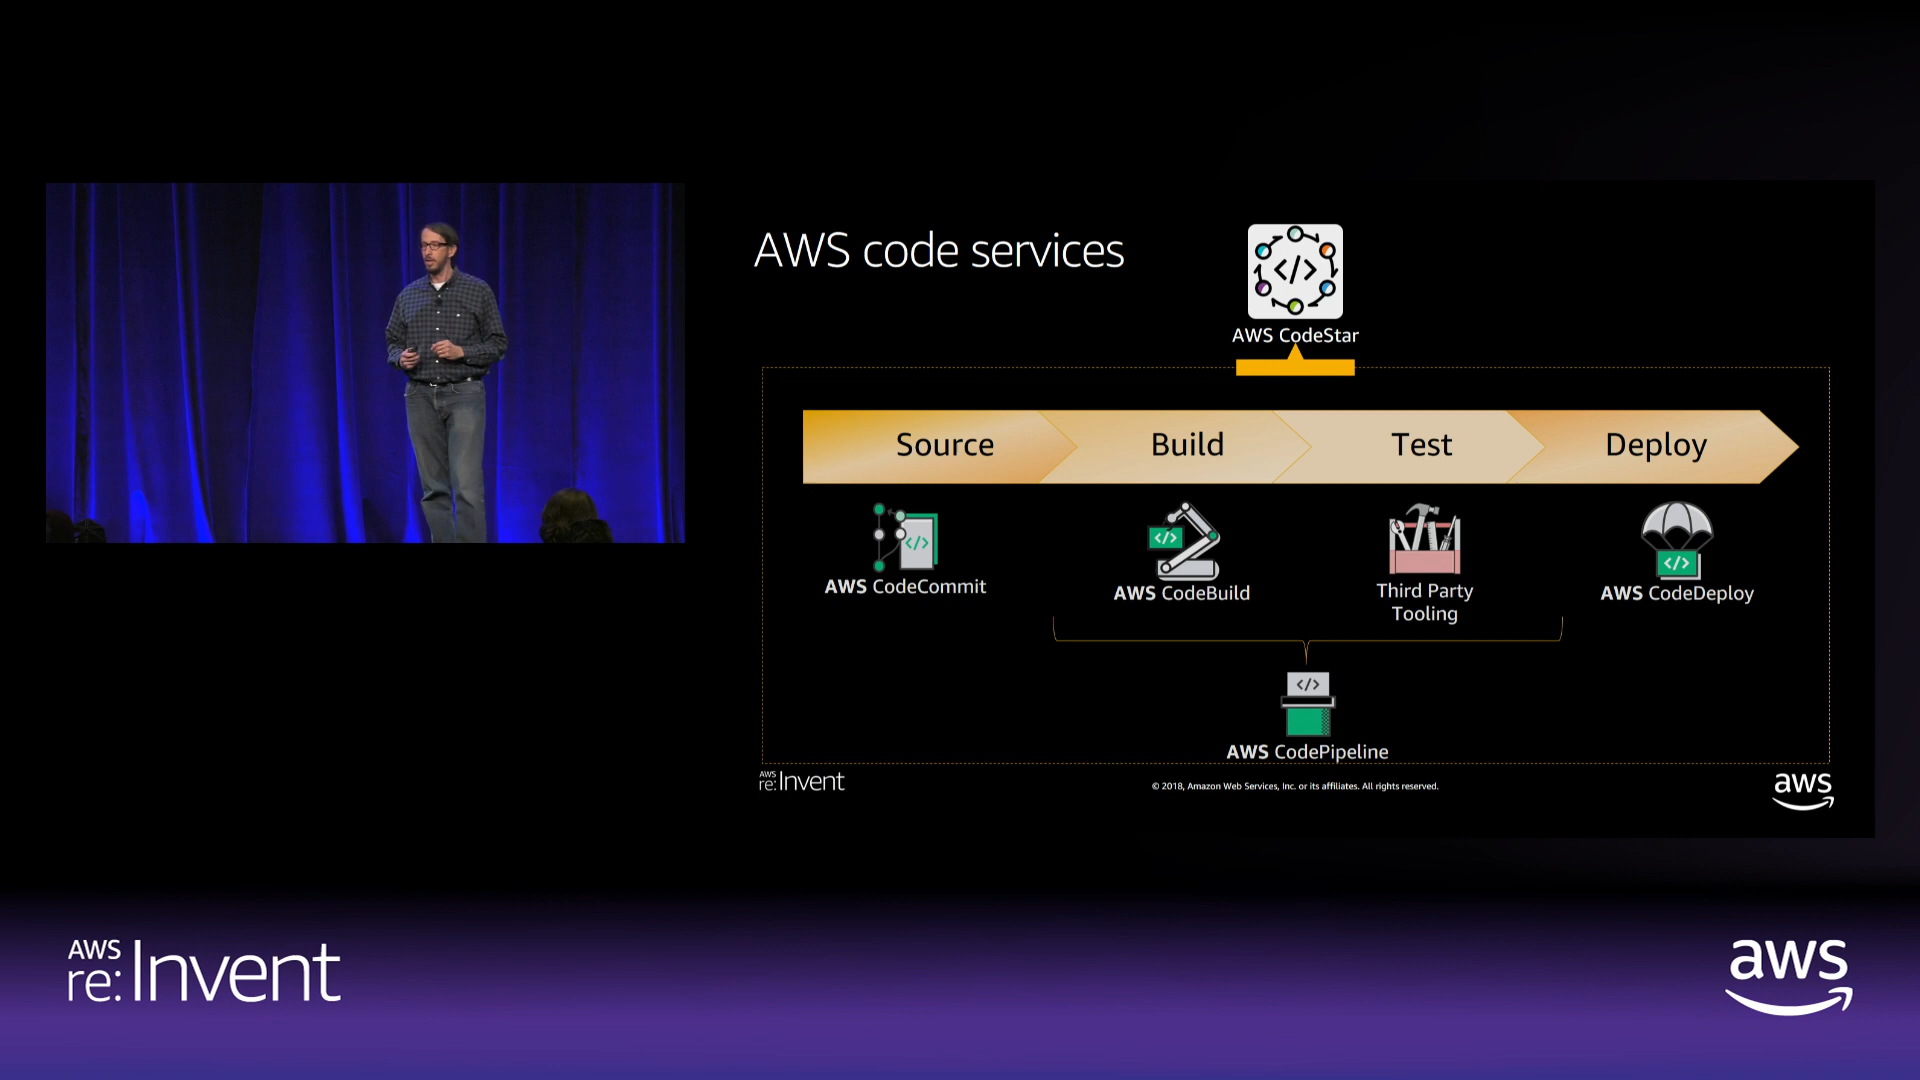 AWS code services
</>
AWS CodeStar
Source
Build
Test
Deploy
</>
AWS CodeCommit
</>
AWS CodeBuild
Third Party
Tooling
</>
AWS CodeDeploy
</>
AWS CodePipeline
AWS
re:Invent
© 2018, Amazon Web Services, Inc. or its affiliates. All rights reserved.
aws
AWS
re:Invent
aws